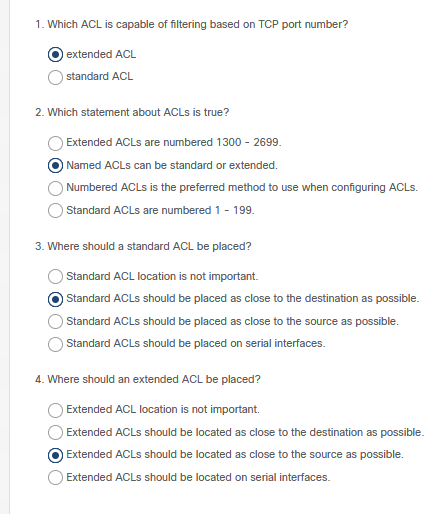 1. Which ACL is capable of filtering based on TCP port number?
extended ACL
standard ACL
2. Which statement about ACLs is true?
Extended ACLs are numbered 1300 - 2699.
Named ACLs can be standard or extended.
Numbered ACLs is the preferred method to use when configuring ACLs.
Standard ACLs are numbered 1 - 199.
3. Where should a standard ACL be placed?
Standard ACL location is not important.
Standard ACLs should be placed as close to the destination as possible.
Standard ACLs should be placed as close to the source as possible.
Standard ACLs should be placed on serial interfaces.
4. Where should an extended ACL be placed?
Extended ACL location is not important.
Extended ACLs should be located as close to the destination as possible.
Extended ACLs should be located as close to the source as possible.
Extended ACLs should be located on serial interfaces.